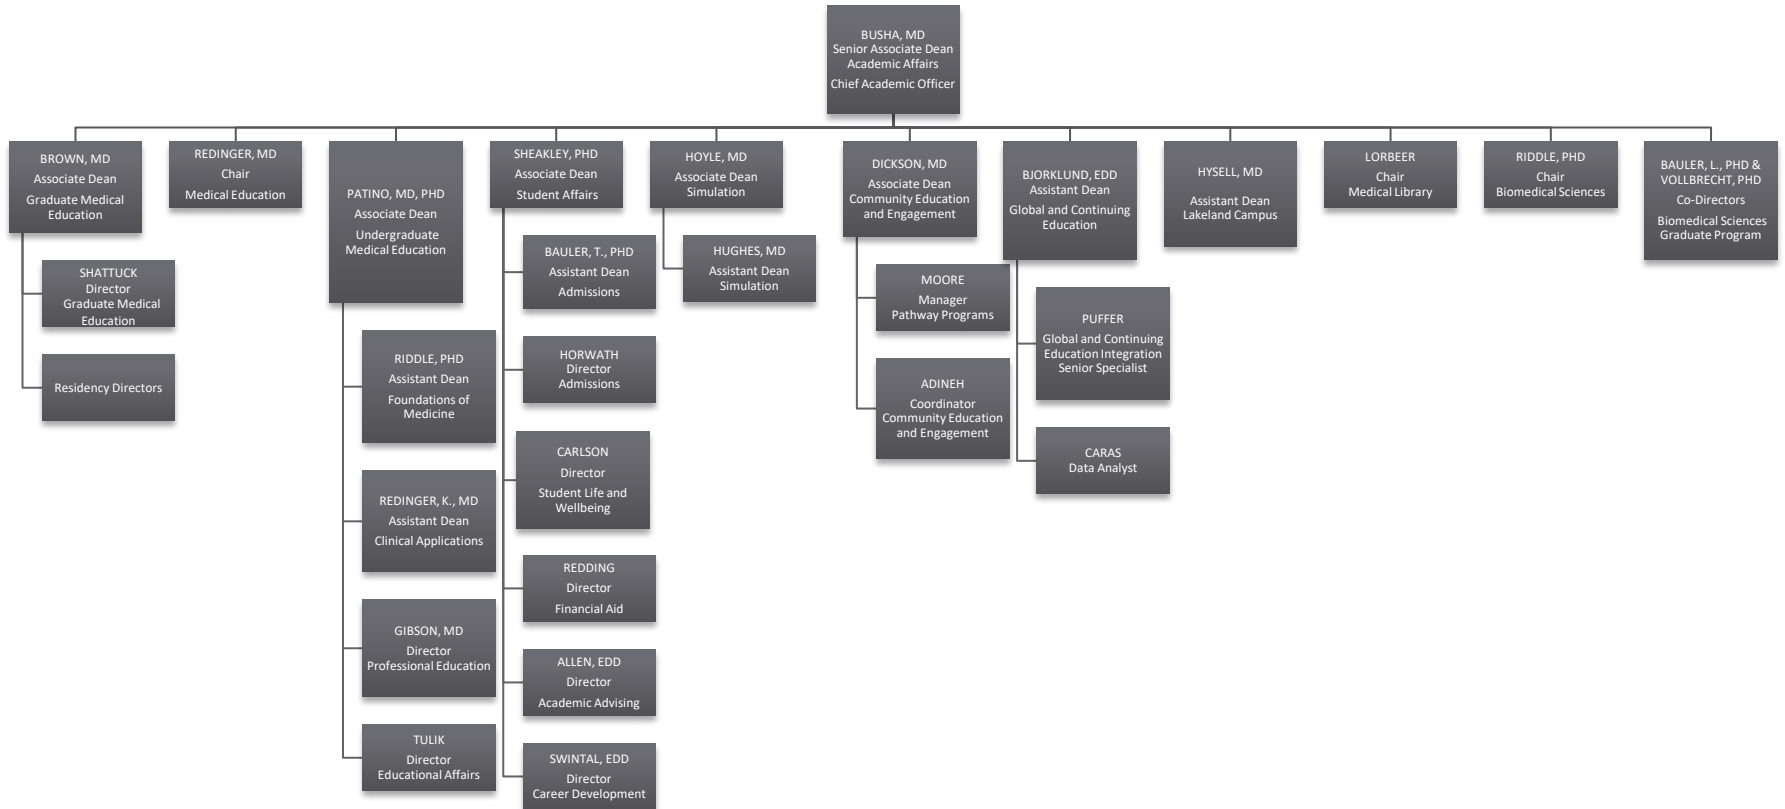 BUSHA, MD
Senior Associate Dean
Academic Affairs
Chief Academic Officer
BROWN, MD
Associate Dean
Graduate Medical
Education
SHATTUCK
Director
Graduate Medical
Education
Residency Directors
REDINGER, MD
Chair
Medical Education
PATINO, MD, PHD
Associate Dean
Undergraduate
Medical Education
RIDDLE, PHD
Assistant Dean
Foundations of
Medicine
REDINGER, K., MD
Assistant Dean
Clinical Applications
GIBSON, MD
Director
Professional Education
TULIK
Director
Educational Affairs
SHEAKLEY, PHD
Associate Dean
Student Affairs
BAULER, T., PHD
Assistant Dean
Admissions
HORWATH
Director
Admissions
CARLSON
Director
Student Life and
Wellbeing
REDDING
Director
Financial Aid
ALLEN, EDD
Director
Academic Advising
SWINTAL, EDD
Director
Career Development
HOYLE, MD
Associate Dean
Simulation
HUGHES, MD
Assistant Dean
Simulation
DICKSON, MD
Associate Dean
Community Education
and Engagement
MOORE
Manager
Pathway Programs
ADINEH
Coordinator
Community Education
and Engagement
BJORKLUND, EDD
Assistant Dean
Global and Continuing
Education
PUFFER
Global and Continuing
Education Integration
Senior Specialist
CARAS
Data Analyst
HYSELL, MD
Assistant Dean
Lakeland Campus
LORBEER
Chair
Medical Library
RIDDLE, PHD
Chair
Biomedical Sciences
BAULER, L., PHD &
VOLLBRECHT, PHD
Co-Directors
Biomedical Sciences
Graduate Program